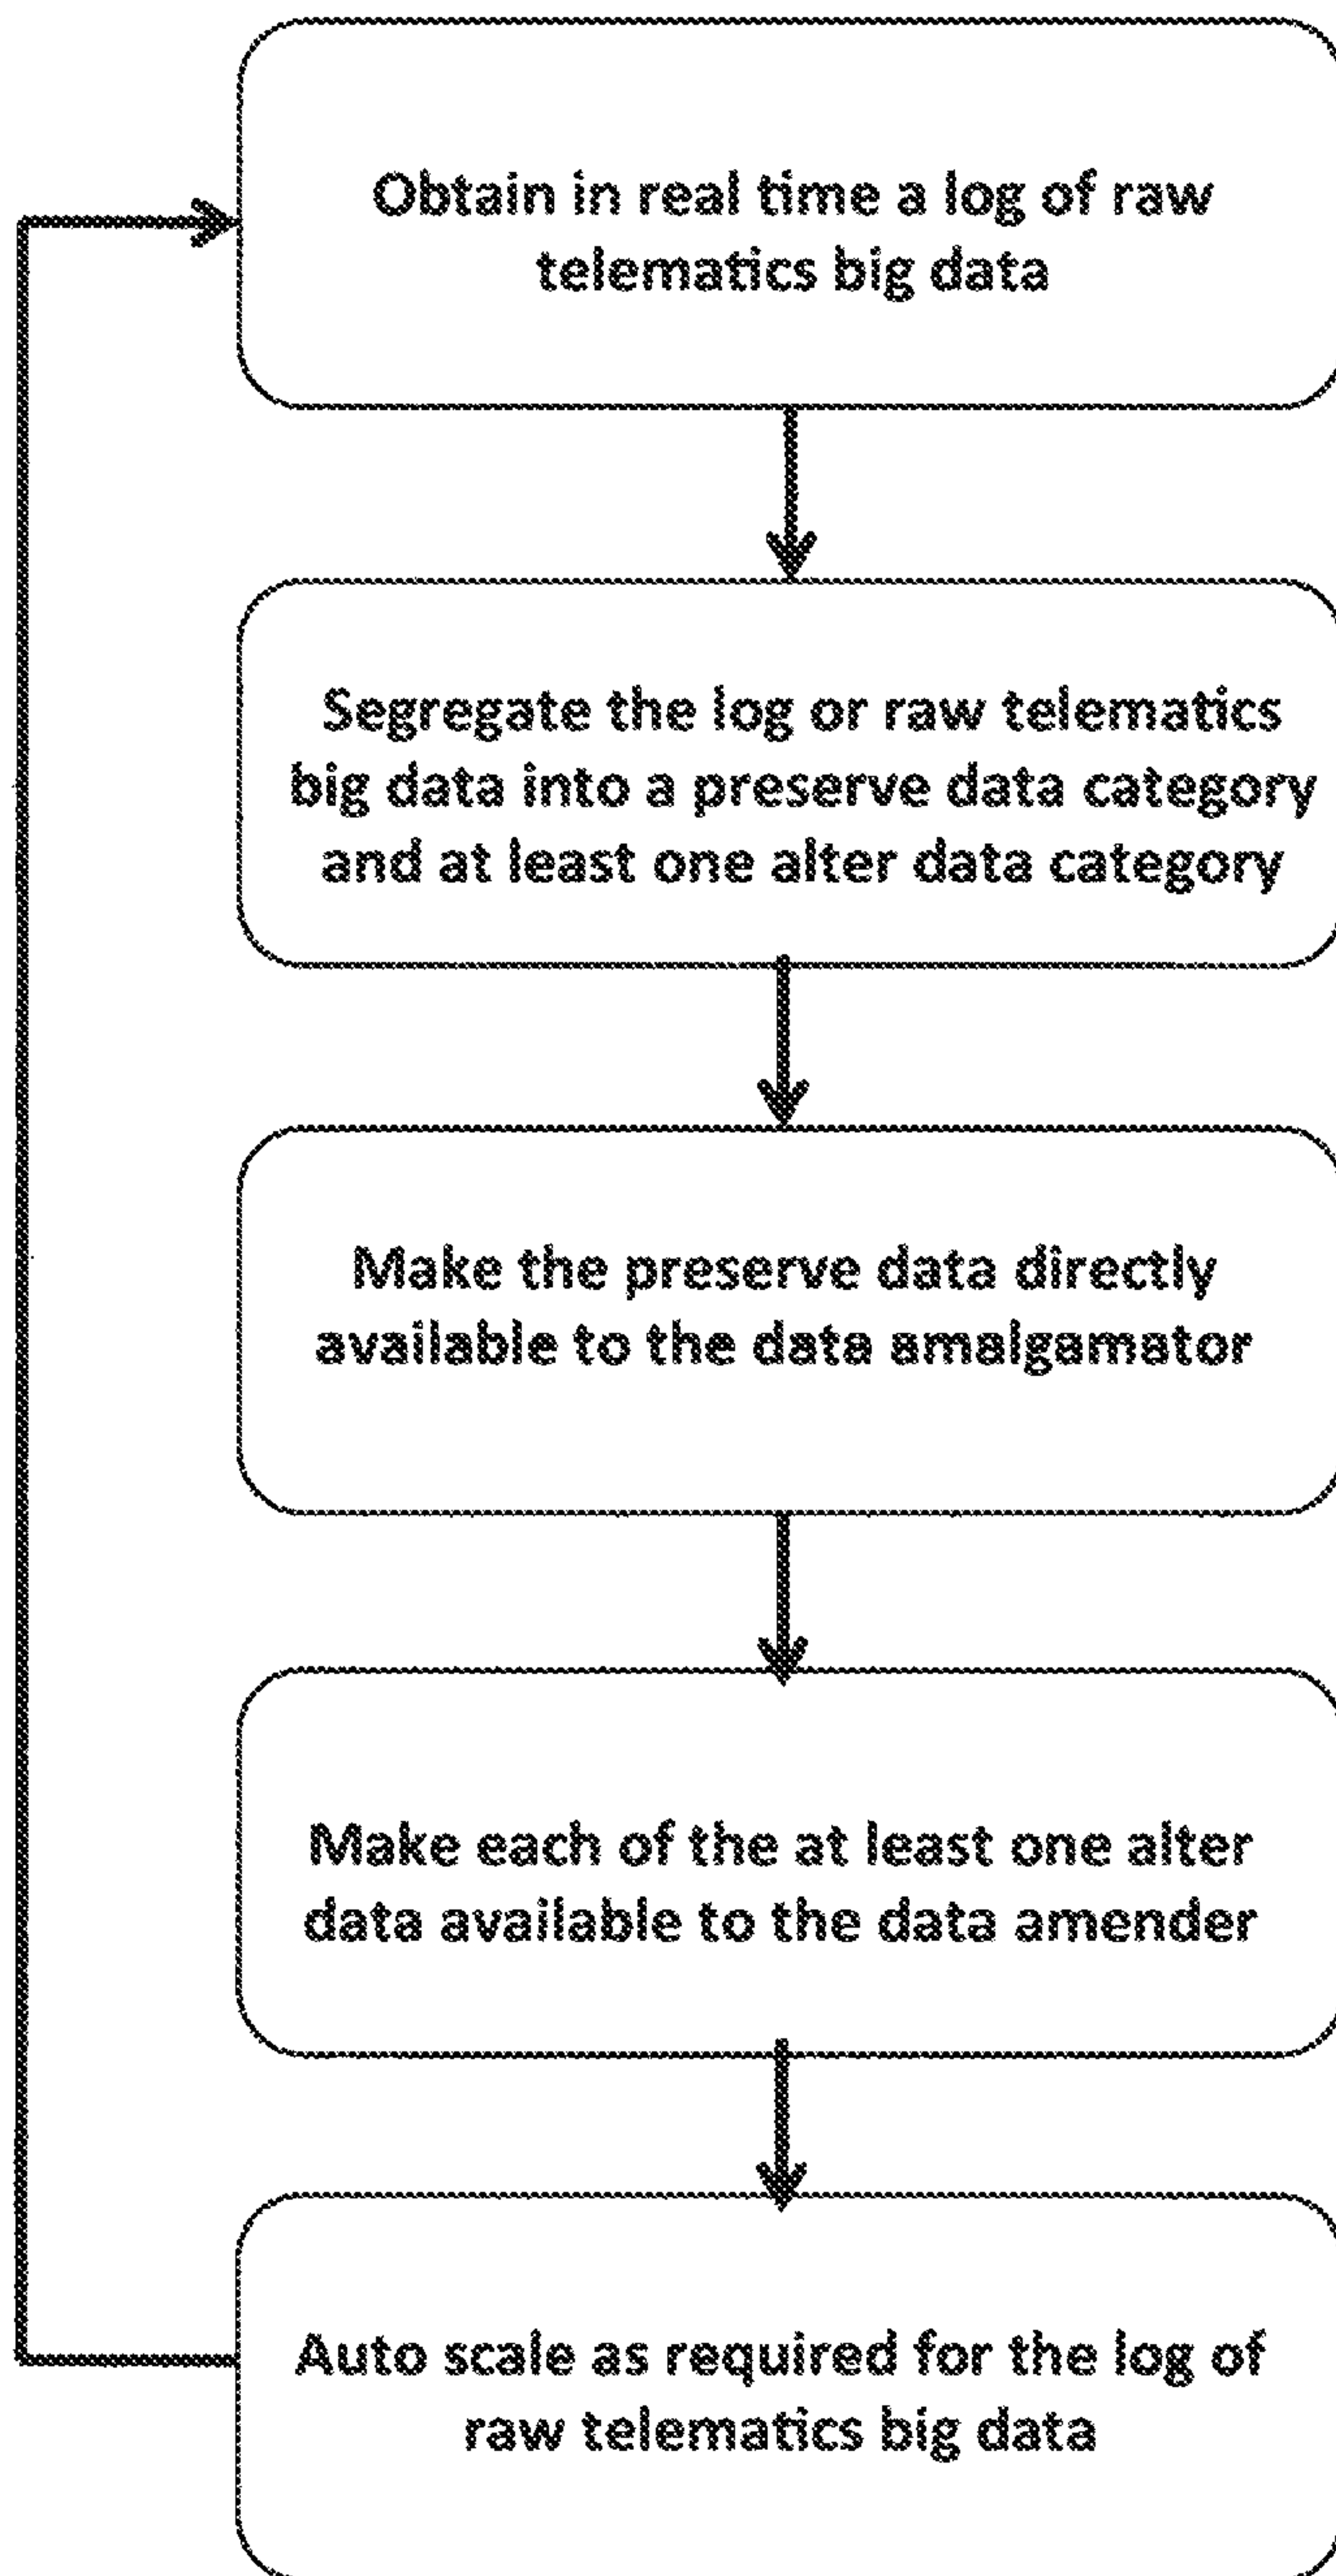 Obtain in real time a log of raw
telematics big data
Segregate the log or raw telematics
big data into a preserve data category
and at least one alter data category
Make the preserve data directly
available to the data amalgamator
Make each of the at least one alter
data available to the data amender
Auto scale as required for the log of
raw telematics big data